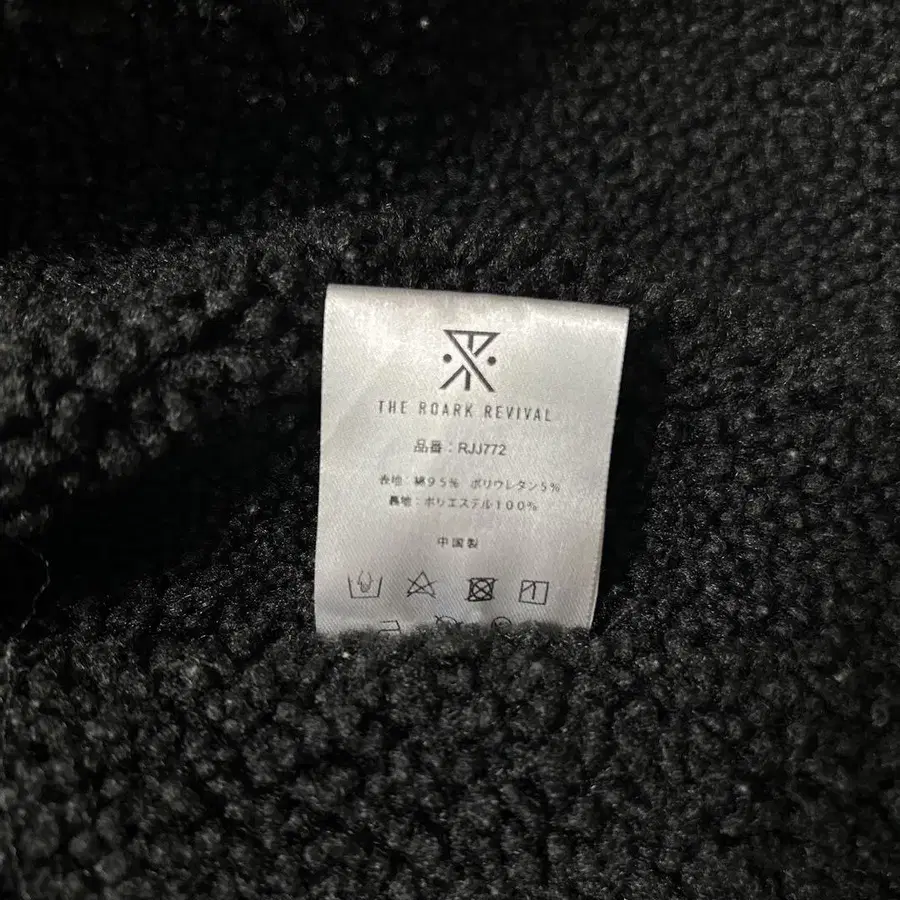 THE ROARK REVIVAL
品番：RJJ772
表地：綿95% ポリウレタン5%
裏地：ポリエステル100%
中国製